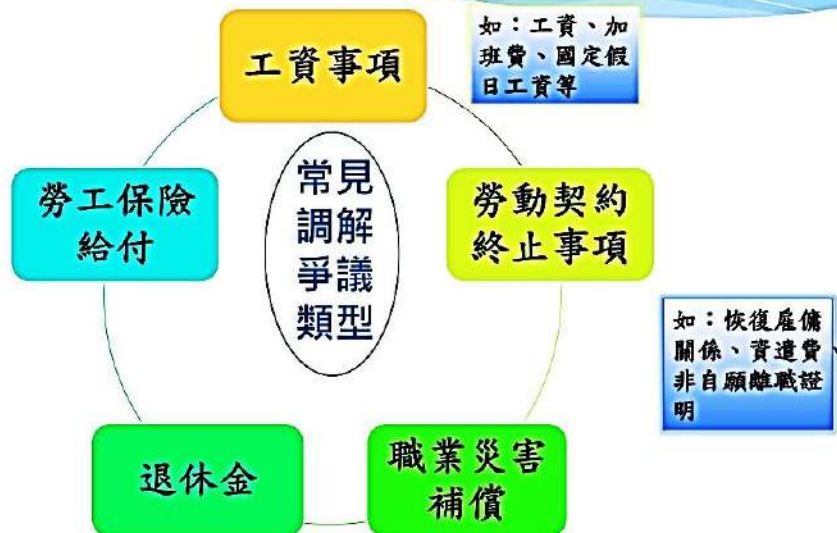 工資事項
如：工資、加
班費、國定假
日工資等
勞動契約
終止事項
如：恢復雇傭
關係、資遣費、
非自願離職證
明
職業災害
補償
退休金
勞工保險
給付
常見
調解
爭議
類型